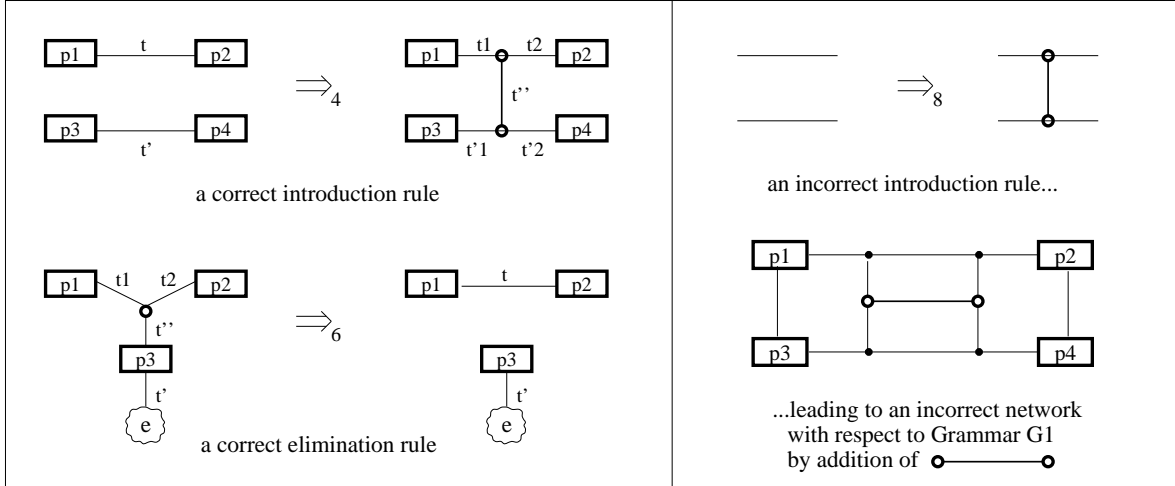 p1 t p2
⇒4
p3 t' p4
p1 t1 t2 p2
t''
p3 t'1 t'2 p4
a correct introduction rule
p1 t1 t2 p2
t''
p3
t'
e
⇒6
p1 t p2
p3
t'
e
a correct elimination rule
⇒8
an incorrect introduction rule...
p1 p2
p3 p4
...leading to an incorrect network
with respect to Grammar G1
by addition of